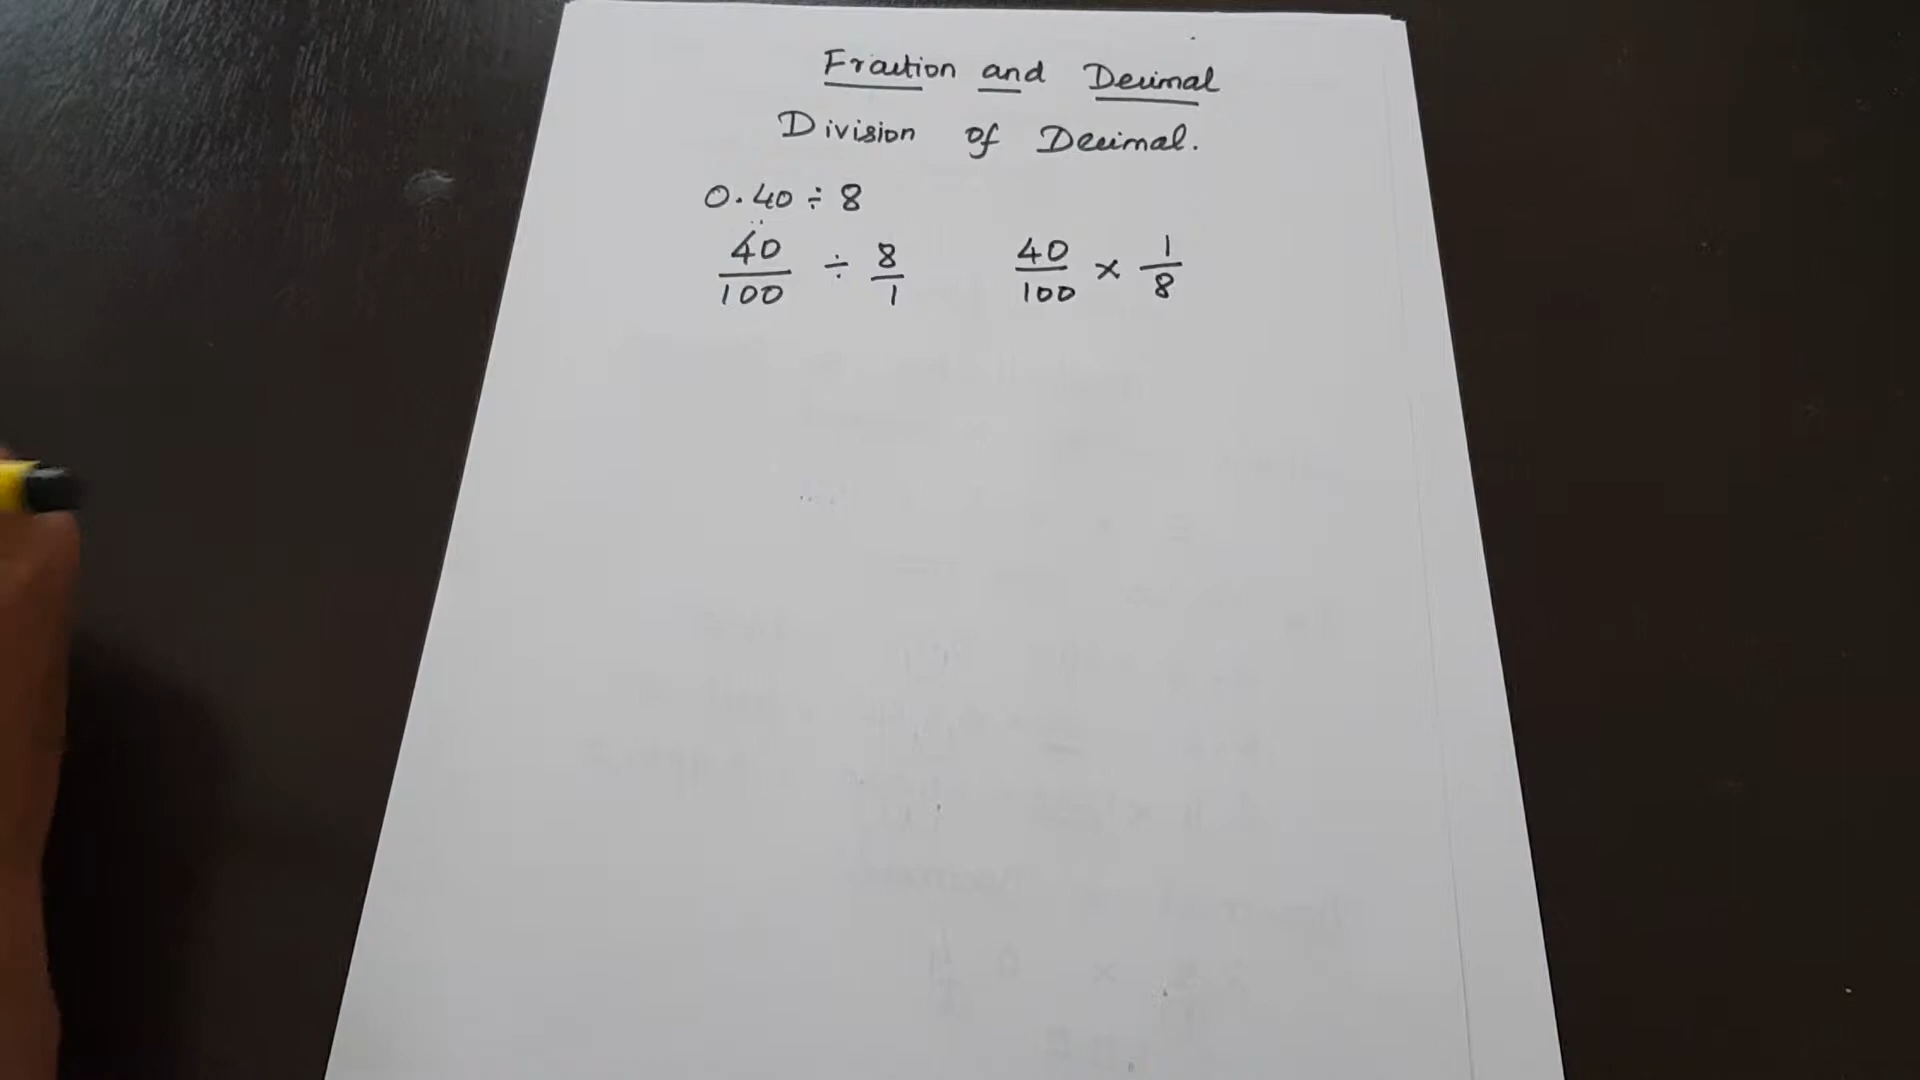 Fraction and Decimal
Division of Decimal.
0.40 ÷ 8
40/100 ÷ 8/1 40/100 × 1/8